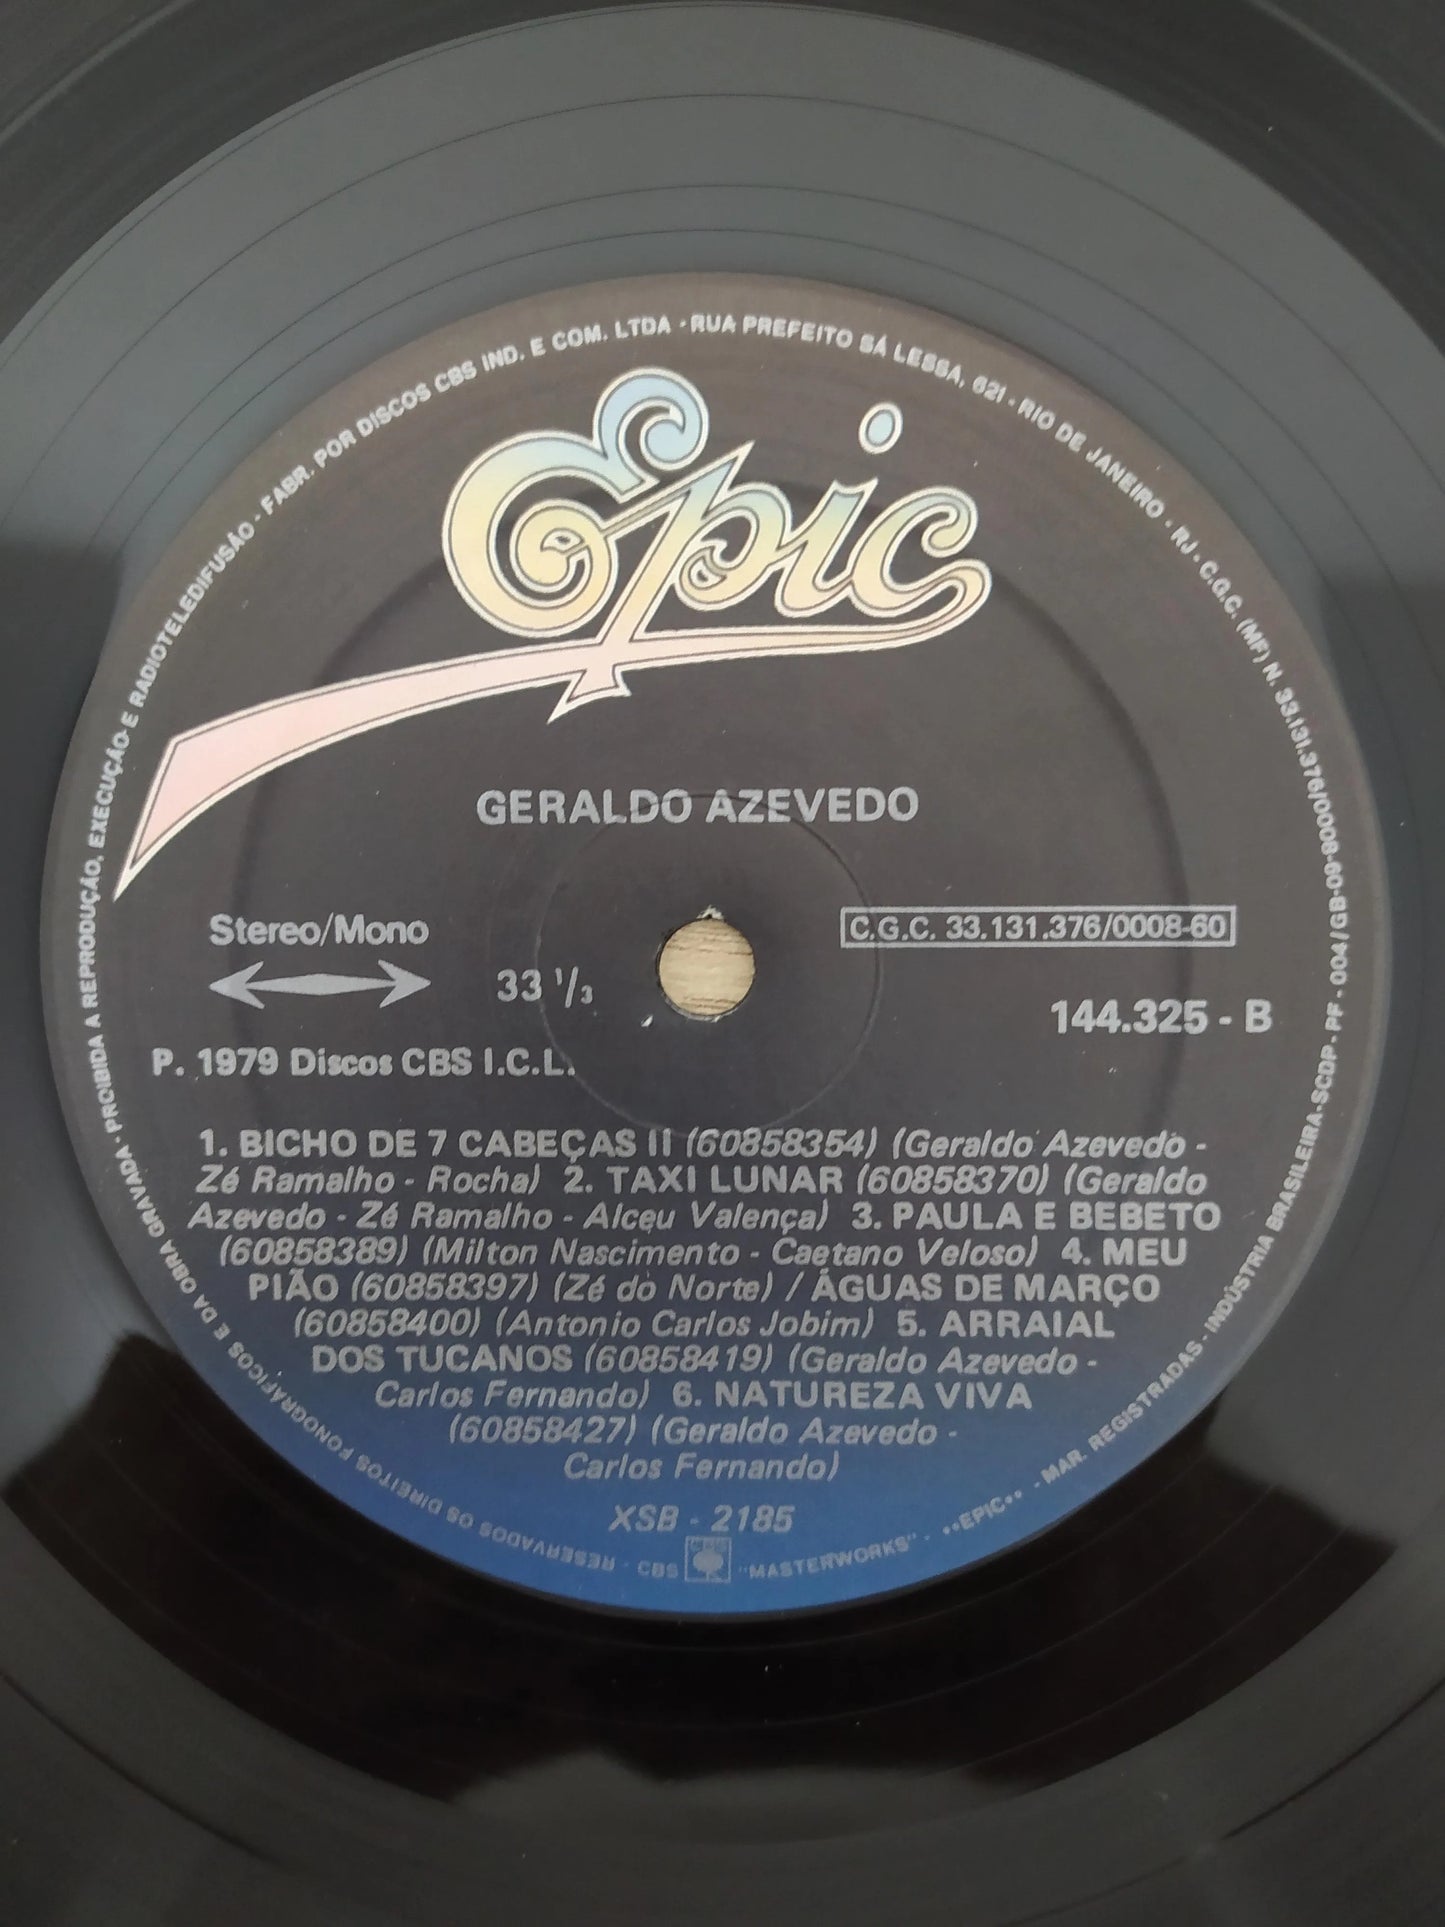 FABR. POR DISCOS CBS IND. E COM. LTDA · RUA PREFEITO SÁ LESSA, 621 - RIO DE JANEIRO - RJ - C.G.C. (MF) N. 33.131.376/0008-60 - SCDP - PF - 004/GB - INDÚSTRIA BRASILEIRA
Epic
GERALDO AZEVEDO
Stereo/Mono
C.G.C. 33.131.376/0008-60
33 1/3
144.325 - B
P. 1979 Discos CBS I.C.L.
1. BICHO DE 7 CABEÇAS II (60858354) (Geraldo Azevedo -
Zé Ramalho - Rocha) 2. TAXI LUNAR (60858370) (Geraldo
Azevedo - Zé Ramalho - Alceu Valença) 3. PAULA E BEBETO
(60858389) (Milton Nascimento - Caetano Veloso) 4. MEU
PIÃO (60858397) (Zé do Norte) / ÁGUAS DE MARÇO
(60858400) (Antonio Carlos Jobim) 5. ARRAIAL
DOS TUCANOS (60858419) (Geraldo Azevedo -
Carlos Fernando) 6. NATUREZA VIVA
(60858427) (Geraldo Azevedo -
Carlos Fernando)
XSB - 2185
RESERVADOS OS DIREITOS FONOGRÁFICOS E DA OBRA GRAVADA · PROIBIDA A REPRODUÇÃO, EXECUÇÃO E RADIOTELEDIFUSÃO
CBS "MASTERWORKS" - "EPIC" - MAR. REGISTRADAS